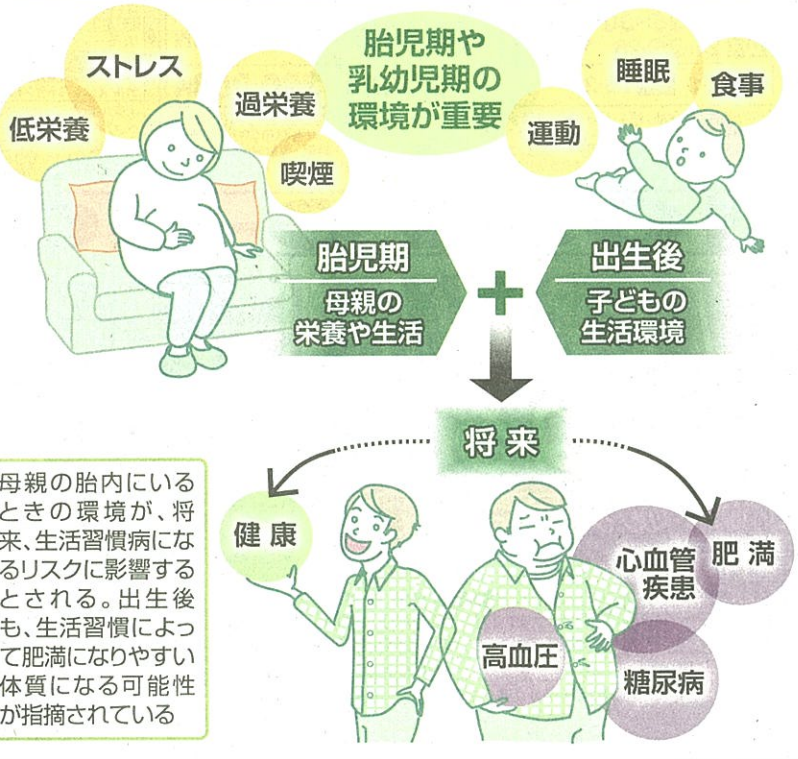 胎児期や
乳幼児期の
環境が重要
ストレス
低栄養
過栄養
喫煙
睡眠
食事
運動
胎児期
母親の
栄養や生活
+
出生後
子どもの
生活環境
将来
健康
心血管
疾患
肥満
高血圧
糖尿病
母親の胎内にいる
ときの環境が、将
来、生活習慣病にな
るリスクに影響する
とされる。出生後
も、生活習慣によっ
て肥満になりやすい
体質になる可能性
が指摘されている